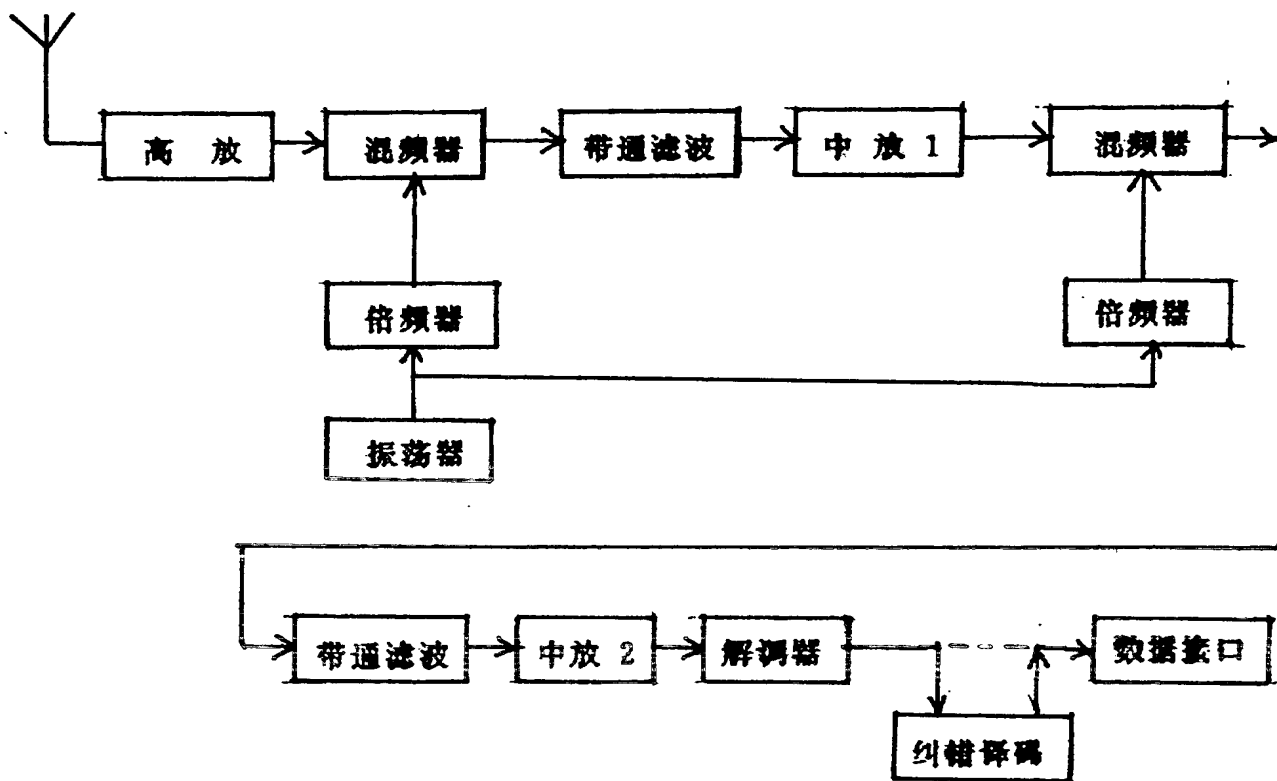 高 放 混频器 带通滤波 中 放 1 混频器
倍频器 倍频器
振荡器
带通滤波 中放 2 解调器 数据接口
纠错译码